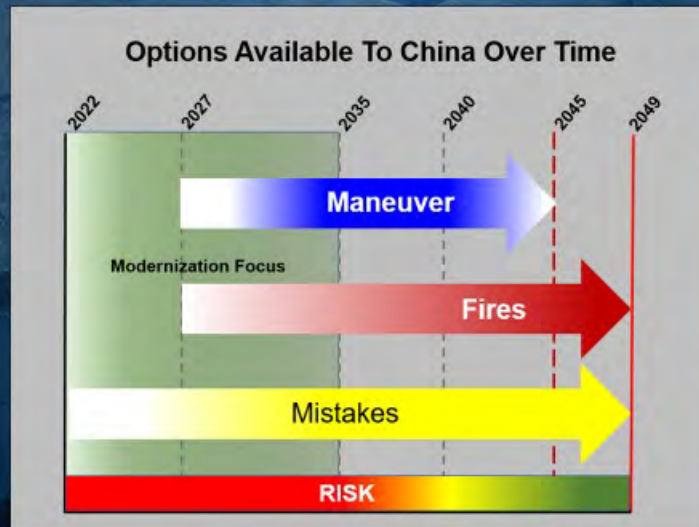 Options Available To China Over Time
2022
2027
2035
2040
2045
2049
Maneuver
Modernization Focus
Fires
Mistakes
RISK